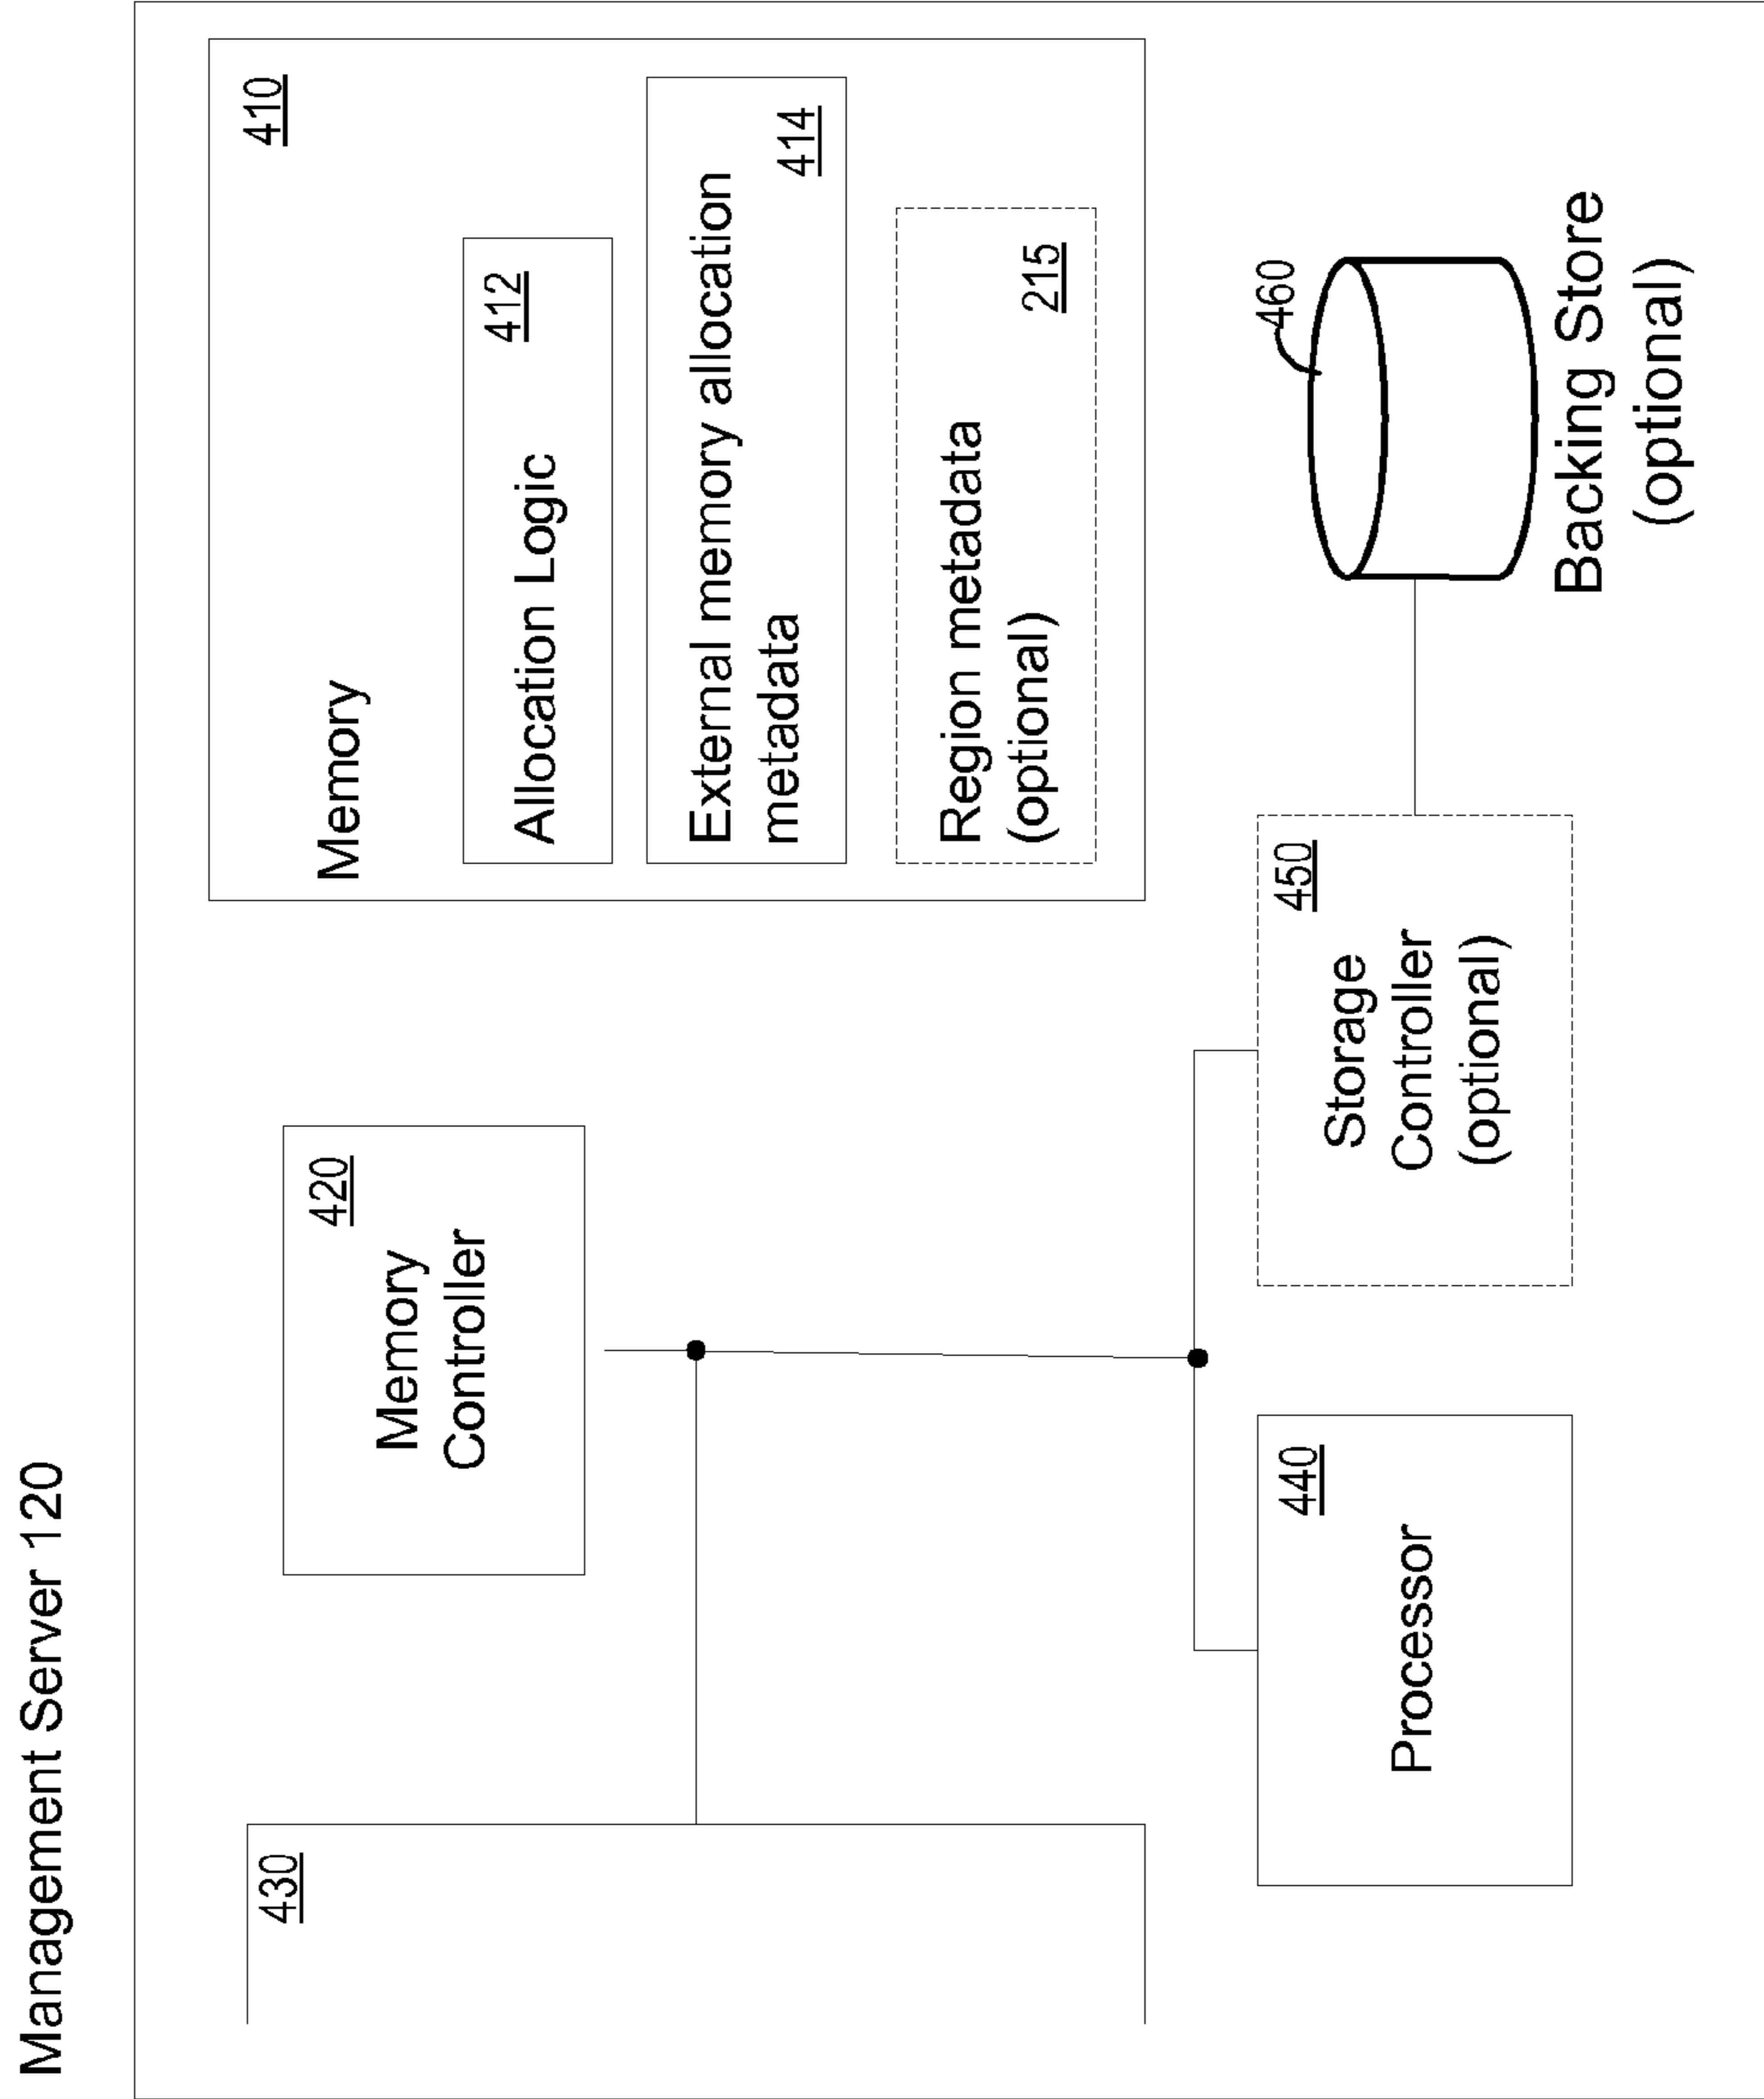 Management Server 120
430
Memory
Controller
420
Memory
410
Allocation Logic
412
External memory allocation
metadata
414
Region metadata
(optional)
215
Processor
440
Storage
Controller
(optional)
450
460
Backing Store
(optional)